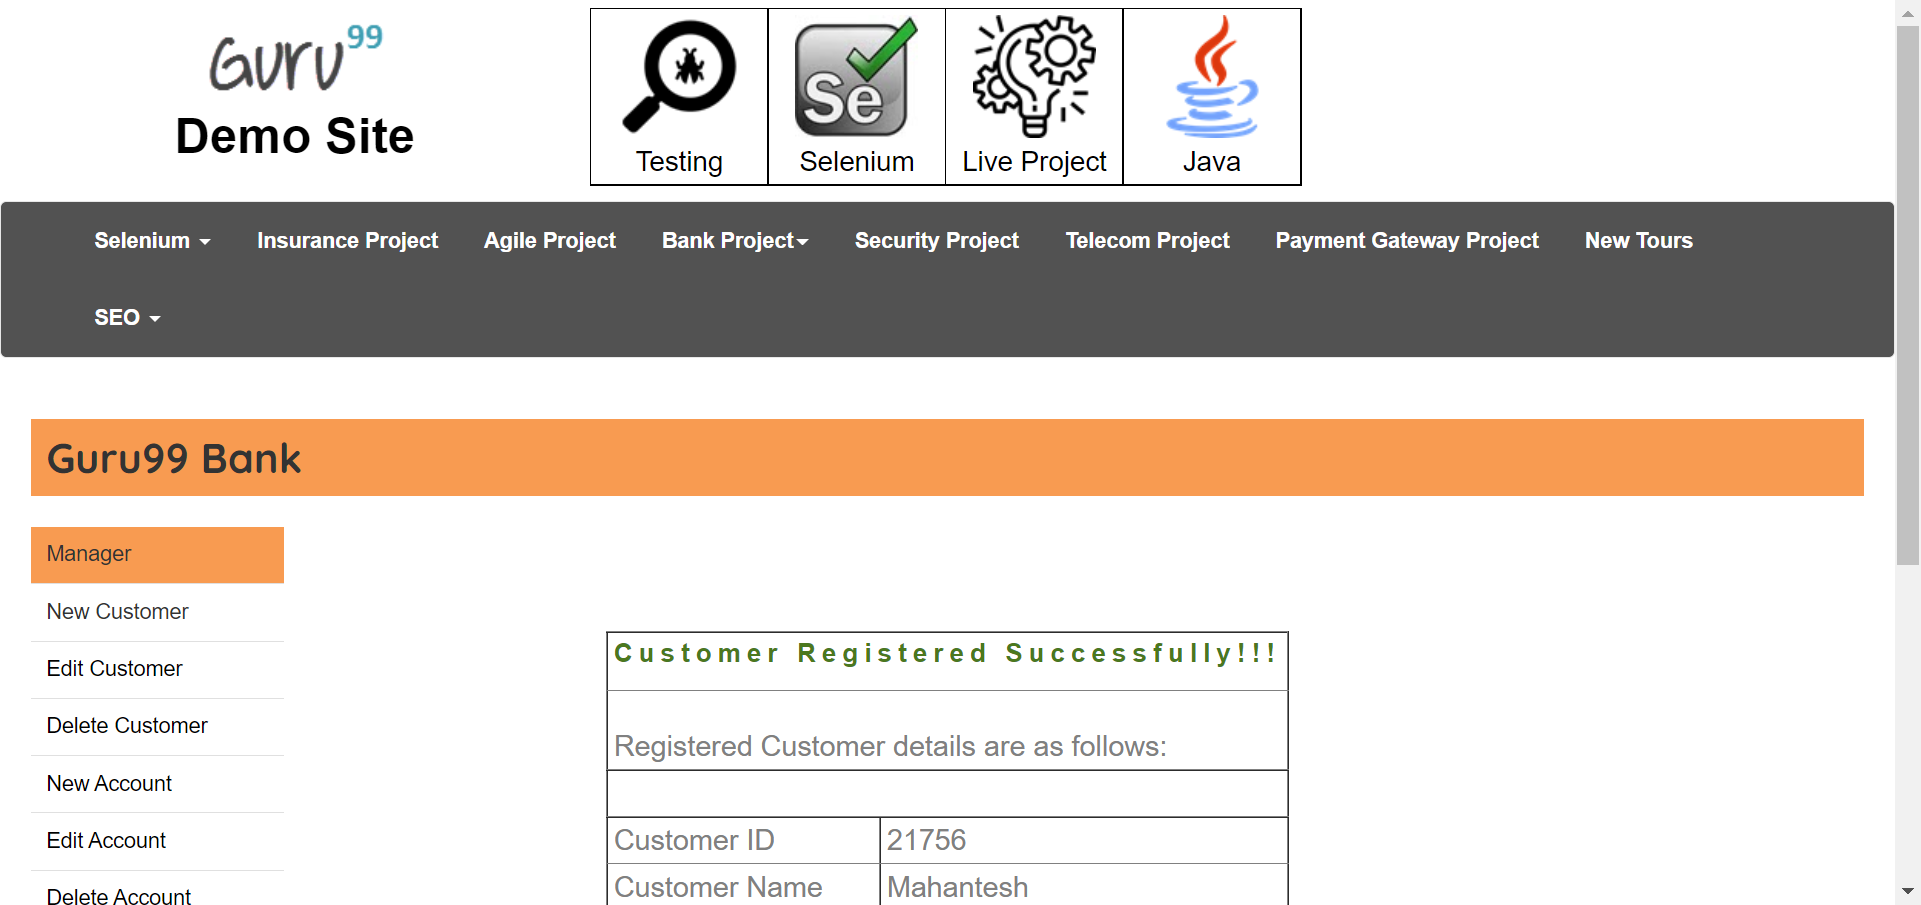 Guru99
Demo Site
Testing
Se
Selenium
Live Project
Java
Selenium
Insurance Project
Agile Project
Bank Project
Security Project
Telecom Project
Payment Gateway Project
New Tours
SEO
Guru99 Bank
Manager
New Customer
Edit Customer
Delete Customer
New Account
Edit Account
Delete Account
Customer Registered Successfully!!!
Registered Customer details are as follows:
Customer ID 21756
Customer Name Mahantesh